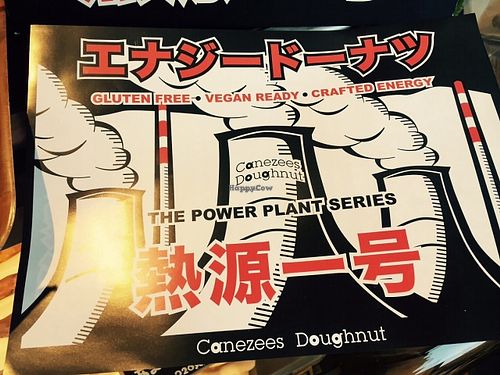 エナジードーナツ
GLUTEN FREE • VEGAN READY • CRAFTED ENERGY
Canezees
Doughnut
HappyCow
THE POWER PLANT SERIES
熱源一号
Canezees Doughnut